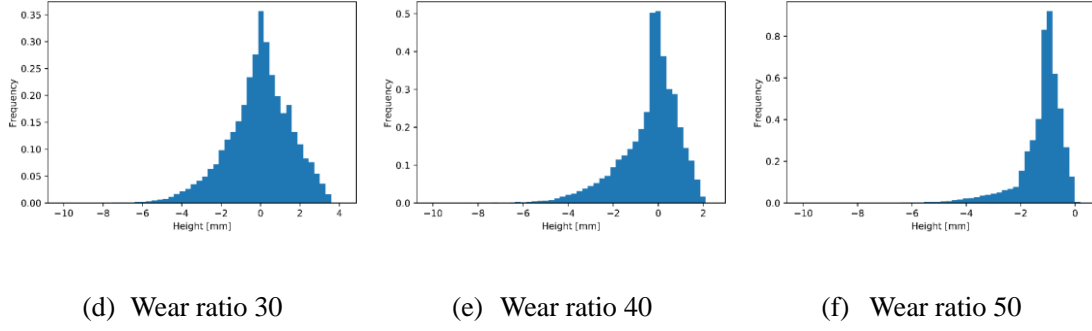 0.35
0.30
0.25
0.20
0.15
0.10
0.05
0.00
Frequency
−10 −8 −6 −4 −2 0 2 4
Height [mm]
0.5
0.4
0.3
0.2
0.1
0.0
Frequency
−10 −8 −6 −4 −2 0 2
Height [mm]
0.8
0.6
0.4
0.2
0.0
Frequency
−10 −8 −6 −4 −2 0
Height [mm]
(d) Wear ratio 30
(e) Wear ratio 40
(f) Wear ratio 50